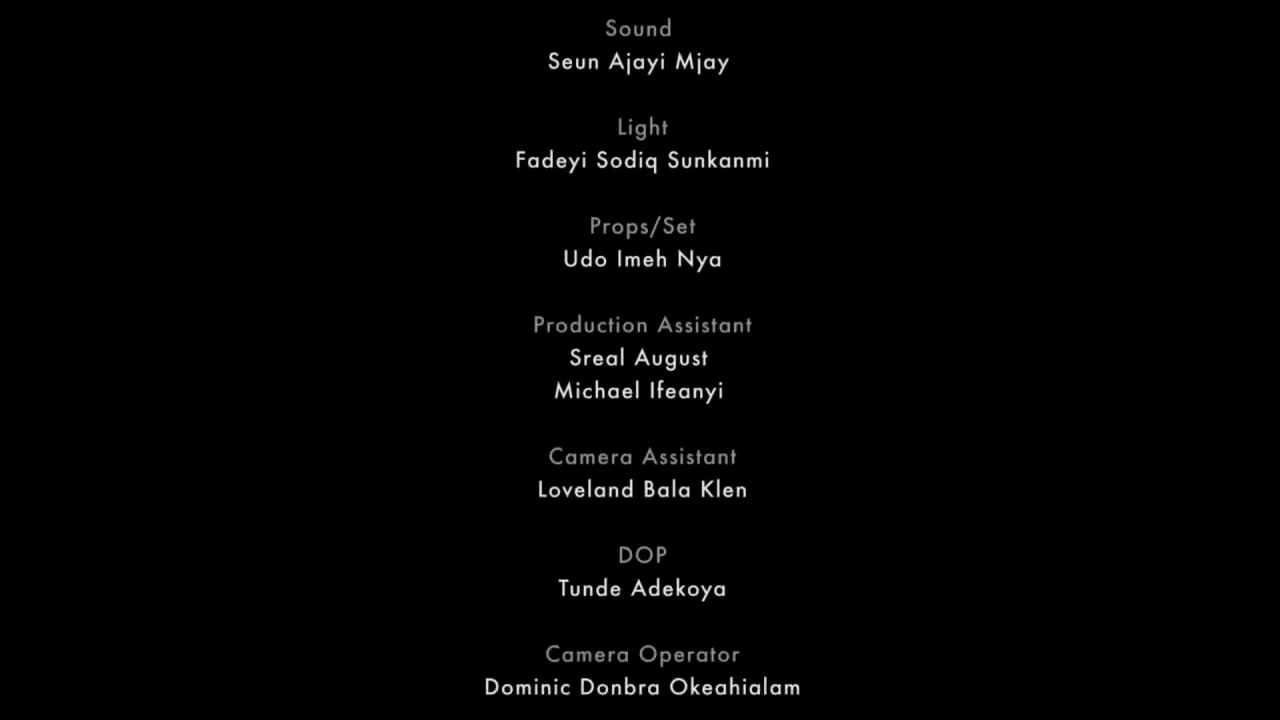 Sound
Seun Ajayi Mjay
Light
Fadeyi Sodiq Sunkanmi
Props/Set
Udo Imeh Nya
Production Assistant
Sreal August
Michael Ifeanyi
Camera Assistant
Loveland Bala Klen
DOP
Tunde Adekoya
Camera Operator
Dominic Donbra Okeahialam